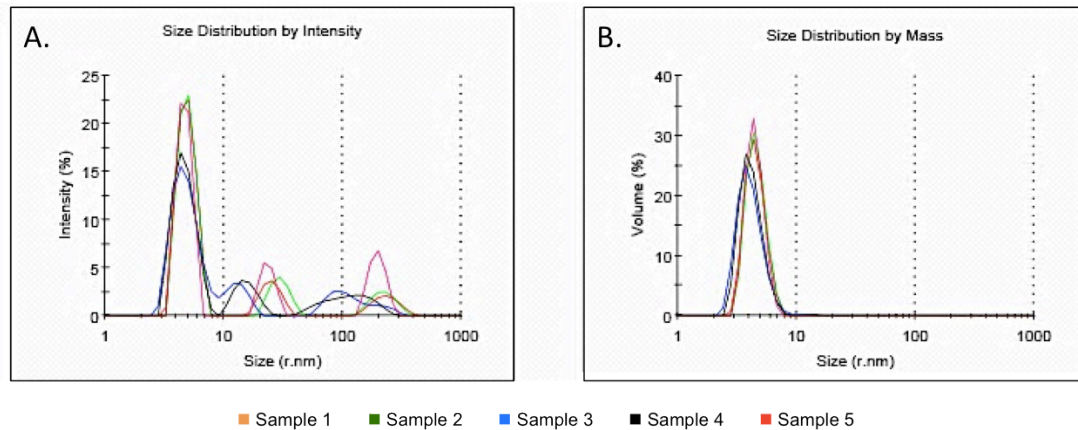 A.
Size Distribution by Intensity
25
20
15
10
5
0
Intensity (%)
1
10
100
1000
Size (r.nm)
B.
Size Distribution by Mass
40
30
20
10
0
Volume (%)
1
10
100
1000
Size (r.nm)
Sample 1 Sample 2 Sample 3 Sample 4 Sample 5